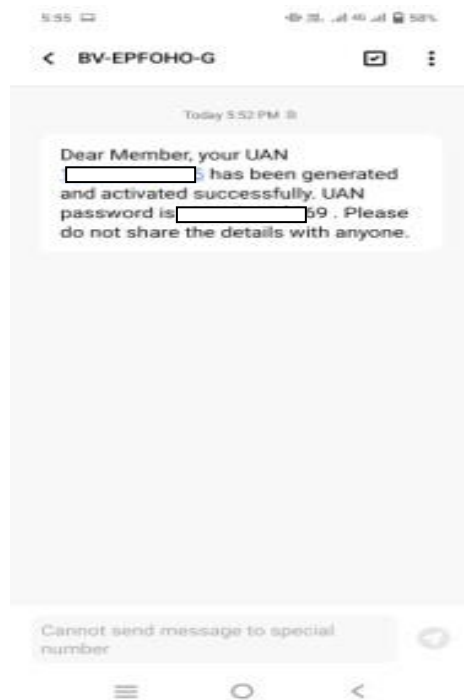 5:55
58%
BV-EPFOHO-G
Today 5:52 PM
Dear Member, your UAN
has been generated
and activated successfully. UAN
password is 69 . Please
do not share the details with anyone.
Cannot send message to special
number